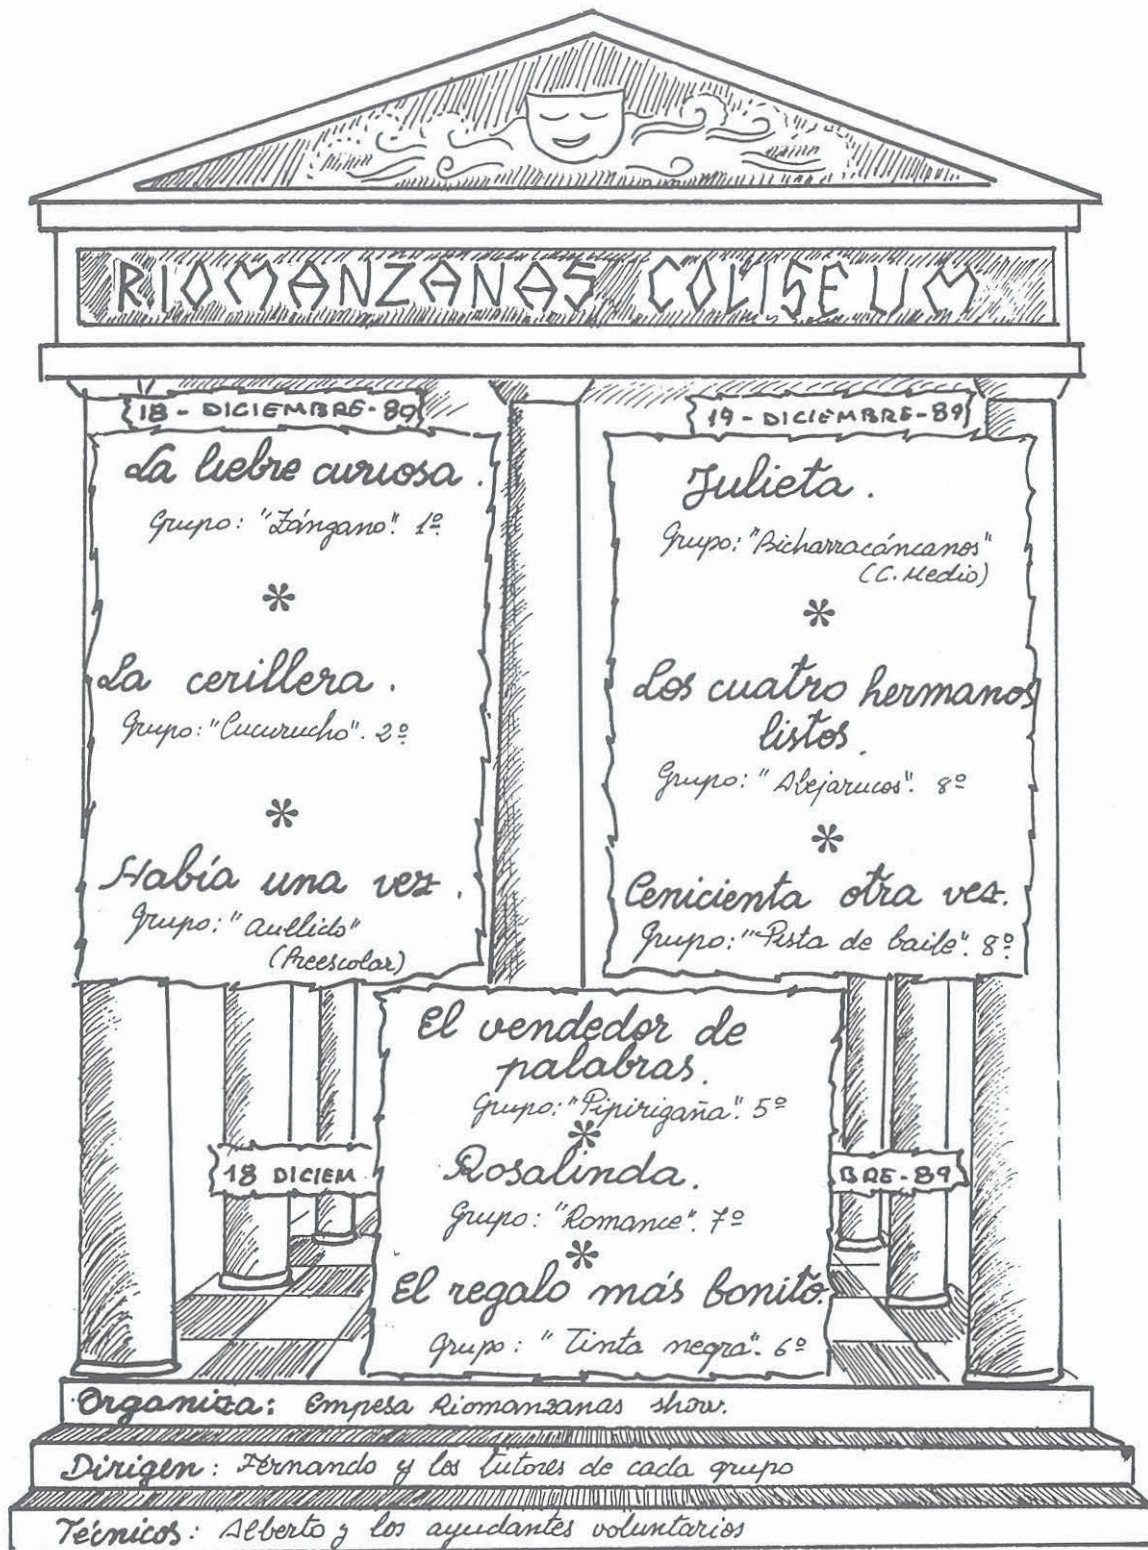 RIOMANZANAS COLISEUM
18 - DICIEMBRE - 89
La liebre curiosa.
Grupo: "Zángano". 1º
*
La cerillera.
Grupo: "Cucurucho". 2º
*
Había una vez.
Grupo: "Aullido"
(Preescolar)
19 - DICIEMBRE - 89
Julieta.
Grupo: "Bicharracáncanos"
(C. Medio)
*
Los cuatro hermanos
listos.
Grupo: "Abejarucos". 8º
*
Cenicienta otra vez.
Grupo: "Pista de baile". 8º
18 DICIEM BRE - 89
El vendedor de
palabras.
Grupo: "Pipirigaña". 5º
*
Rosalinda.
Grupo: "Romance". 7º
*
El regalo más bonito.
Grupo: "Tinta negra". 6º
Organiza: Empesa Riomanzanas show.
Dirigen: Fernando y los tutores de cada grupo
Técnicos: Alberto y los ayudantes voluntarios